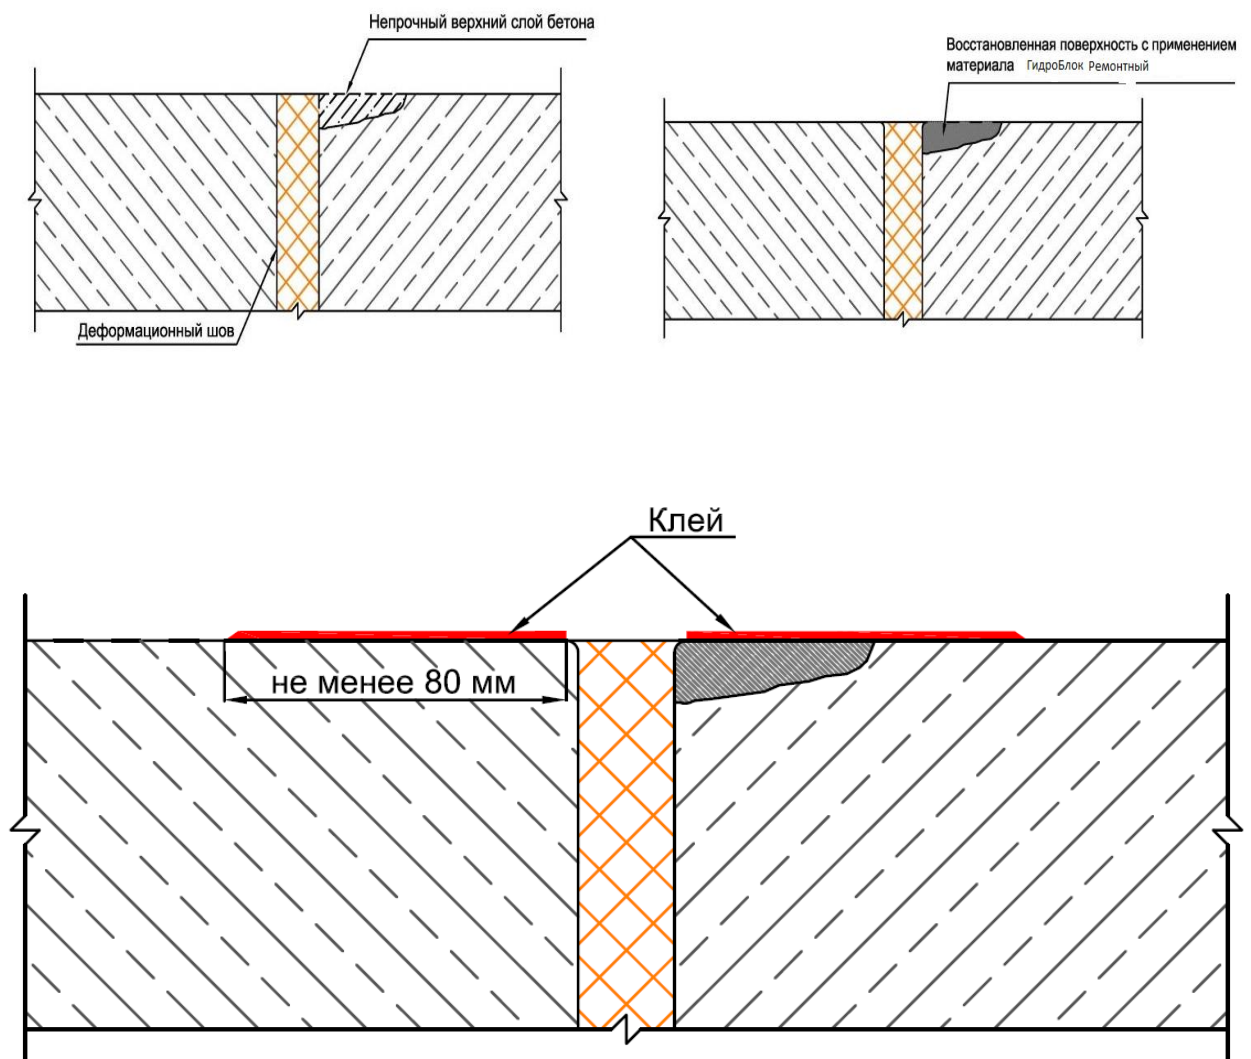 Непрочный верхний слой бетона
Деформационный шов
Восстановленная поверхность с применением
материала ГидроБлок Ремонтный
Клей
не менее 80 мм